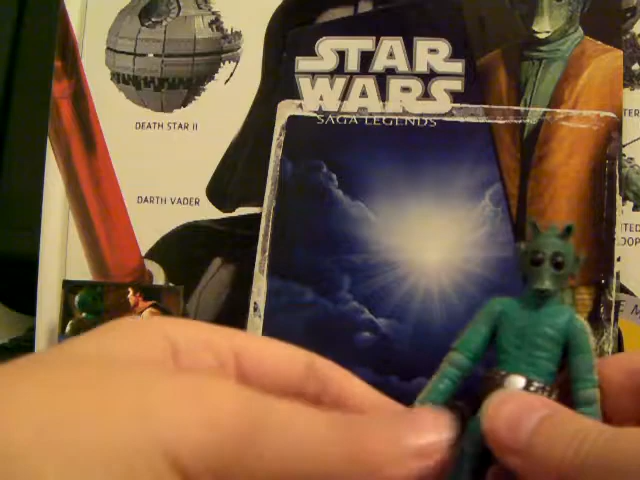 STAR
WARS
SAGA LEGENDS
DEATH STAR II
DARTH VADER